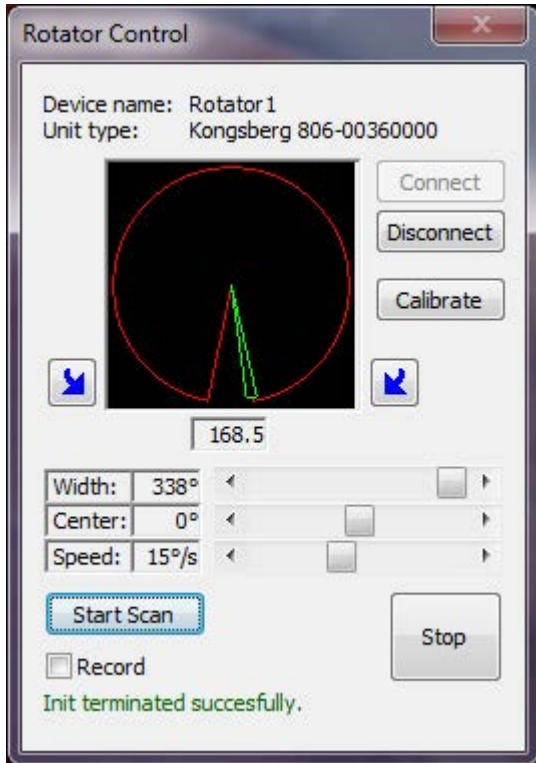 Rotator Control
Device name: Rotator1
Unit type: Kongsberg 806-00360000
Connect
Disconnect
Calibrate
168.5
Width: 338°
Center: 0°
Speed: 15°/s
Start Scan
Stop
Record
Init terminated succesfully.